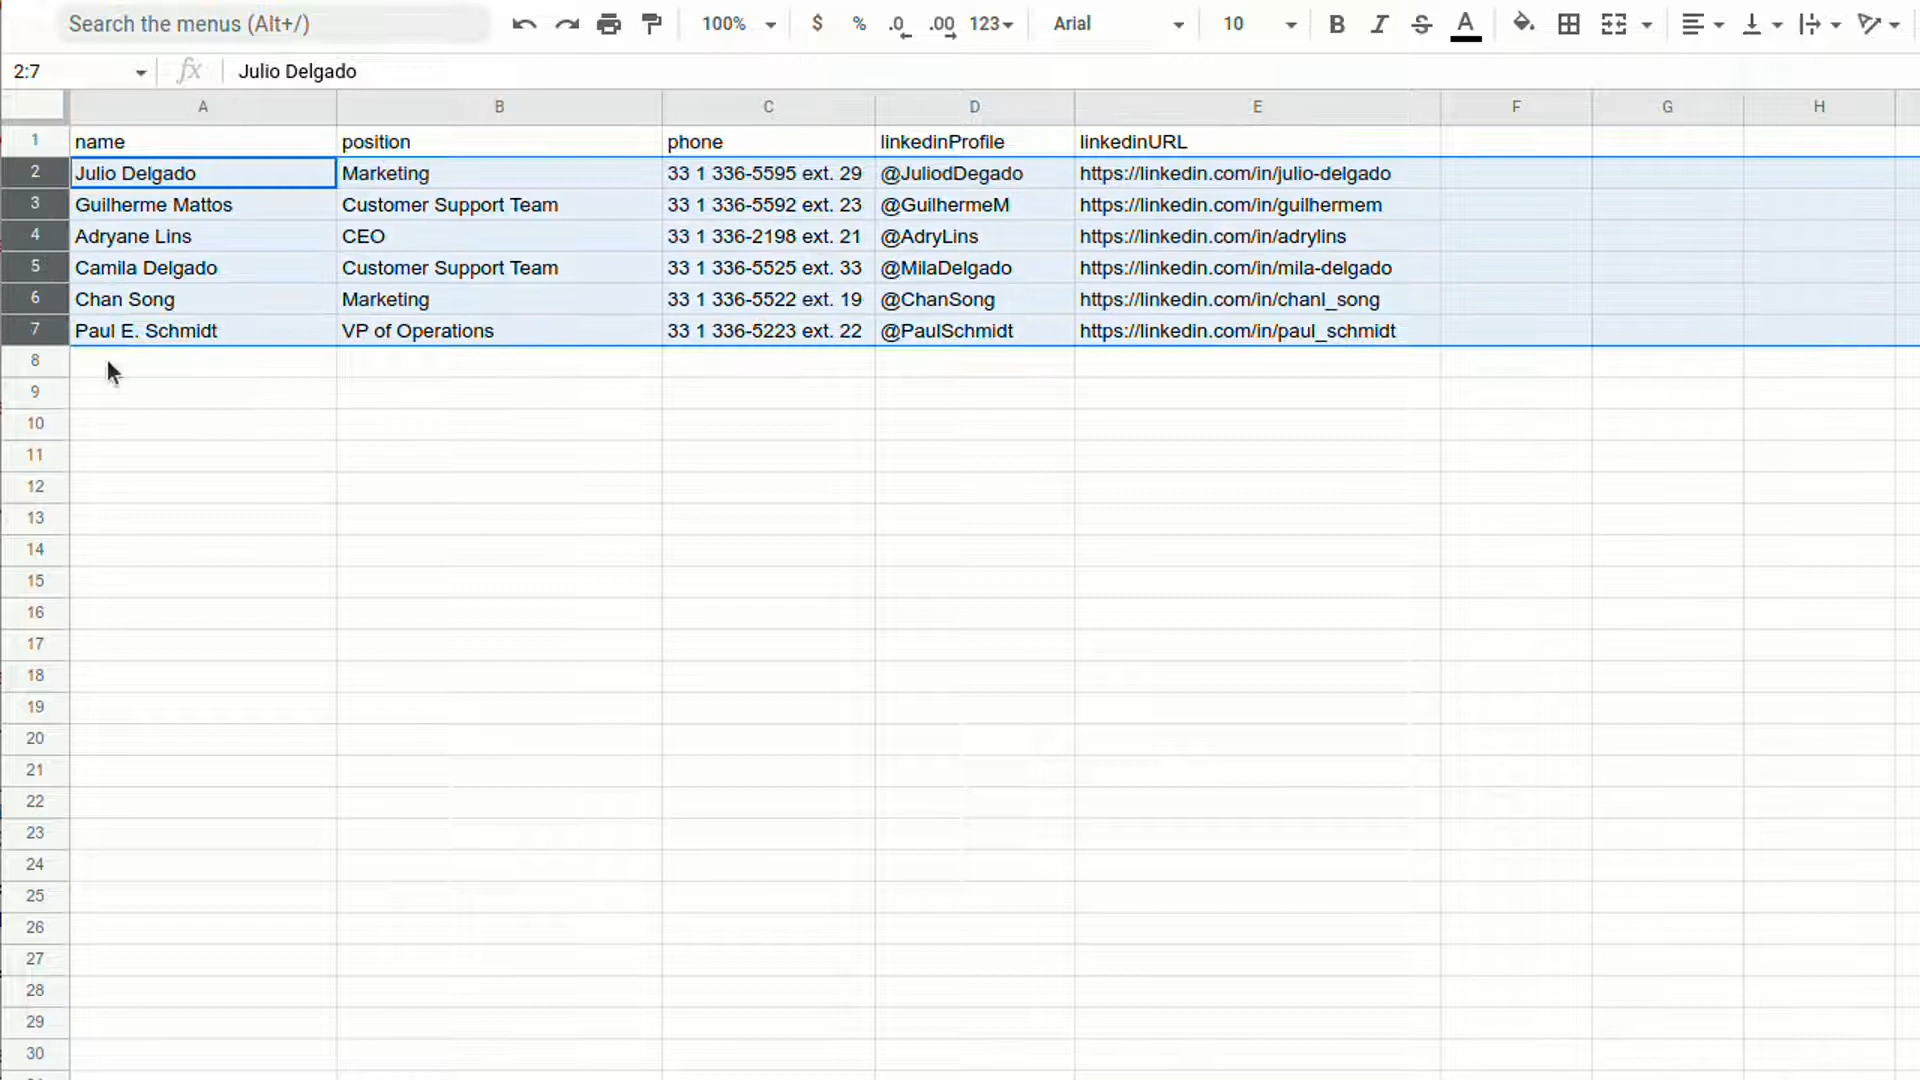 Search the menus (Alt+/) 100% $ % .0 .00 123 Arial 10 B I S A
2:7 fx Julio Delgado
A B C D E F G H
1 name position phone linkedinProfile linkedinURL
2 Julio Delgado Marketing 33 1 336-5595 ext. 29 @JuliodDegado https://linkedin.com/in/julio-delgado
3 Guilherme Mattos Customer Support Team 33 1 336-5592 ext. 23 @GuilhermeM https://linkedin.com/in/guilhermem
4 Adryane Lins CEO 33 1 336-2198 ext. 21 @AdryLins https://linkedin.com/in/adrylins
5 Camila Delgado Customer Support Team 33 1 336-5525 ext. 33 @MilaDelgado https://linkedin.com/in/mila-delgado
6 Chan Song Marketing 33 1 336-5522 ext. 19 @ChanSong https://linkedin.com/in/chanl_song
7 Paul E. Schmidt VP of Operations 33 1 336-5223 ext. 22 @PaulSchmidt https://linkedin.com/in/paul_schmidt
8
9
10
11
12
13
14
15
16
17
18
19
20
21
22
23
24
25
26
27
28
29
30